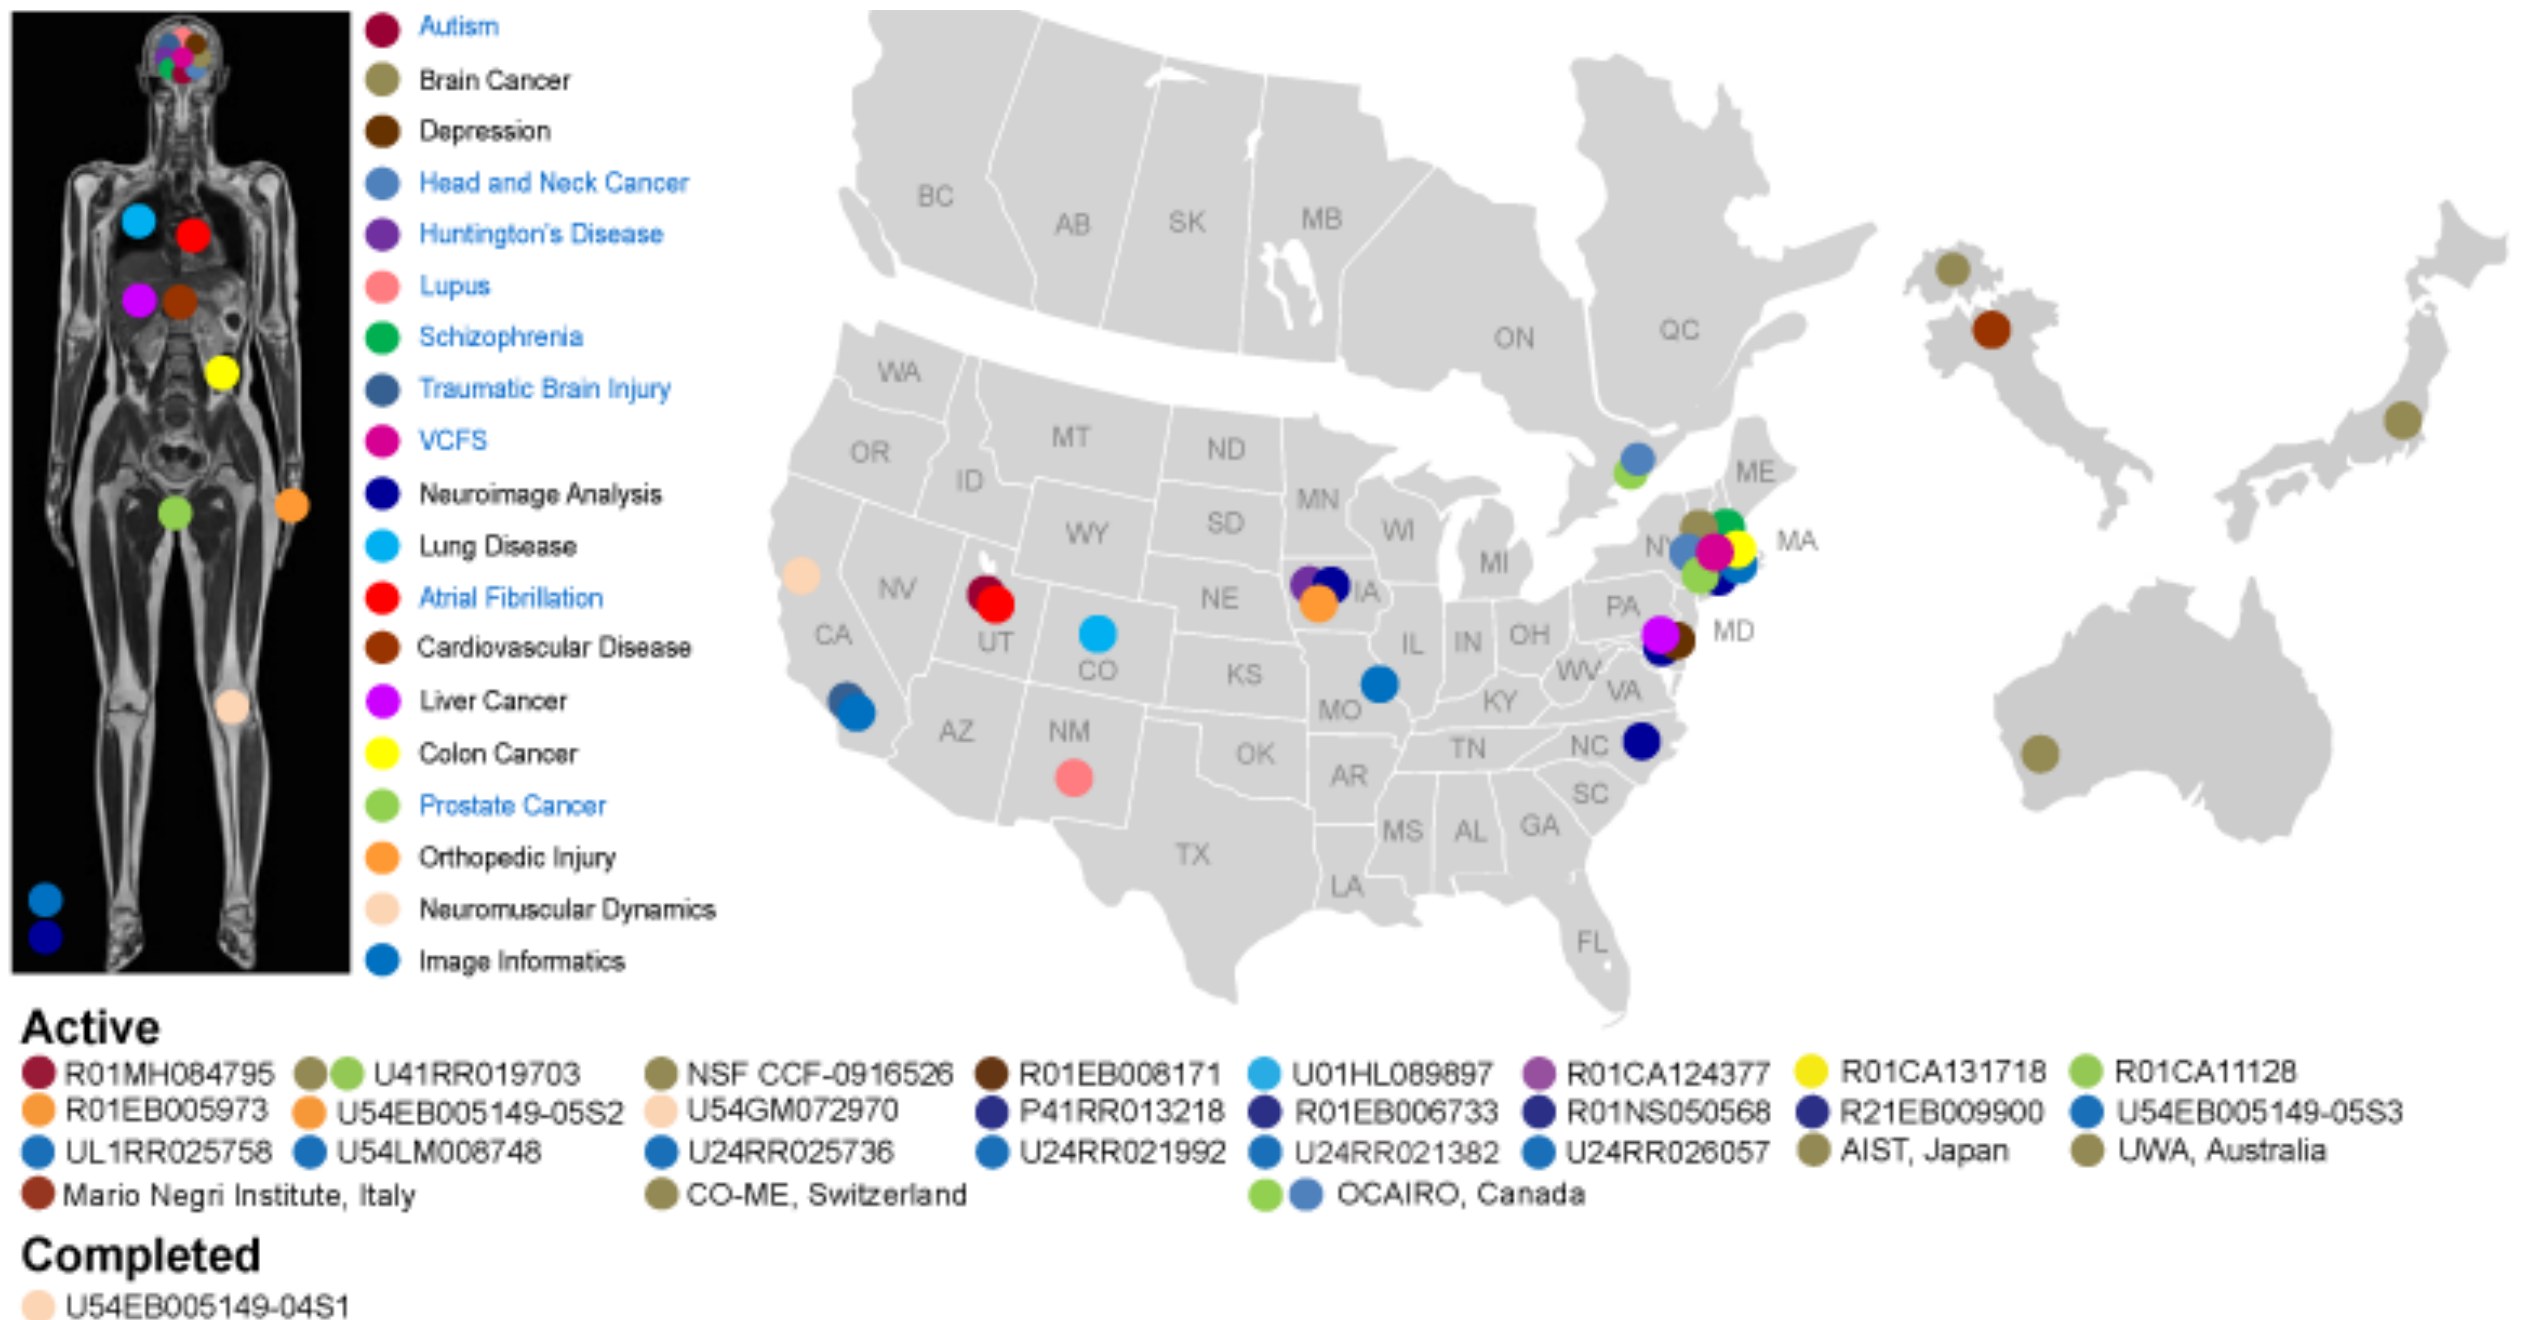 Autism
Brain Cancer
Depression
Head and Neck Cancer
Huntington's Disease
Lupus
Schizophrenia
Traumatic Brain Injury
VCFS
Neuroimage Analysis
Lung Disease
Atrial Fibrillation
Cardiovascular Disease
Liver Cancer
Colon Cancer
Prostate Cancer
Orthopedic Injury
Neuromuscular Dynamics
Image Informatics
BC
AB
SK
MB
ON
QC
WA
OR
ID
MT
ND
MN
WI
MI
ME
NY
MA
SD
WY
NE
IA
NV
CA
UT
CO
KS
MO
IL
IN
OH
PA
MD
WV
VA
KY
AZ
NM
OK
AR
TN
NC
SC
MS
AL
GA
TX
LA
FL
Active
R01MH084795 U41RR019703 NSF CCF-0916526 R01EB008171 U01HL089897 R01CA124377 R01CA131718 R01CA11128
R01EB005973 U54EB005149-05S2 U54GM072970 P41RR013218 R01EB006733 R01NS050568 R21EB009900 U54EB005149-05S3
UL1RR025758 U54LM008748 U24RR025736 U24RR021992 U24RR021382 U24RR026057 AIST, Japan UWA, Australia
Mario Negri Institute, Italy CO-ME, Switzerland OCAIRO, Canada
Completed
U54EB005149-04S1